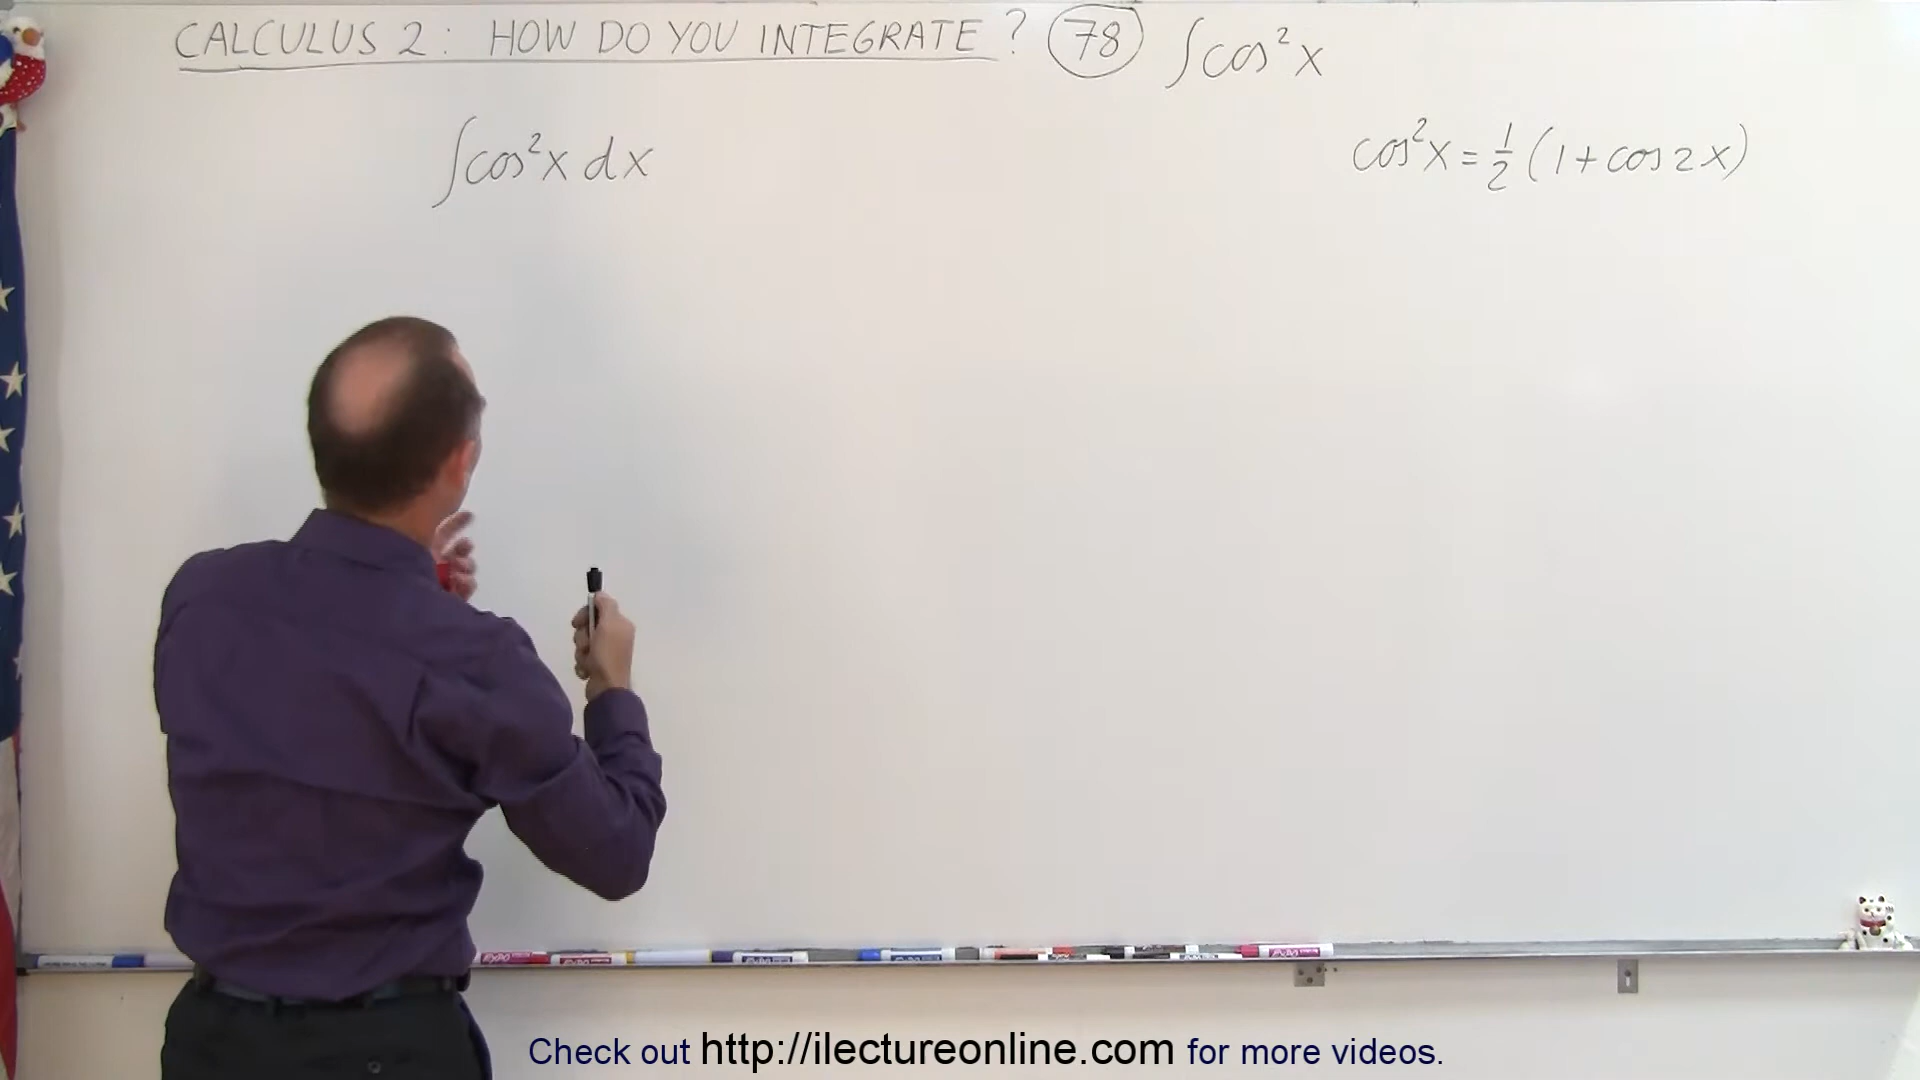 CALCULUS 2: HOW DO YOU INTEGRATE? 78 ∫cos²x
∫cos²x dx
cos²x = ½(1+cos2x)
EXPO
Check out http://ilectureonline.com for more videos.